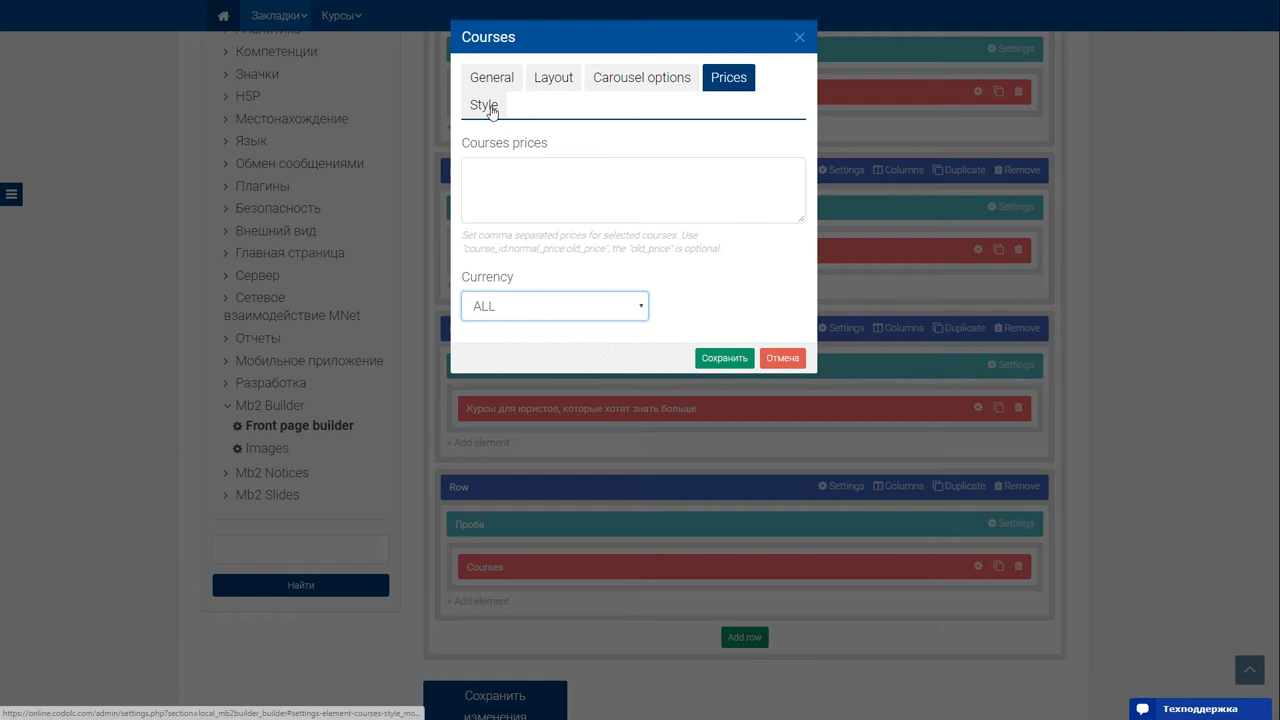 Закладки Курсы
Аналитика
Компетенции
Значки
H5P
Местонахождение
Язык
Обмен сообщениями
Плагины
Безопасность
Внешний вид
Главная страница
Сервер
Сетевое
взаимодействие MNet
Отчеты
Мобильное приложение
Разработка
Mb2 Builder
Front page builder
Images
Mb2 Notices
Mb2 Slides
Найти
Courses ×
General Layout Carousel options Prices
Style
Courses prices
Set comma separated prices for selected courses. Use
"course_id:normal_price:old_price", the "old_price" is optional.
Currency
ALL
Сохранить Отмена
Settings
Settings Columns Duplicate Remove
Settings
Settings Columns Duplicate Remove
Settings
Курсы для юристов, которые хотят знать больше
+ Add element
Row Settings Columns Duplicate Remove
Проба Settings
Courses
+ Add element
Add row
Сохранить
изменения
https://online.codolc.com/admin/settings.php?section=local_mb2builder_builder#settings-element-courses-style_mo...
Техподдержка